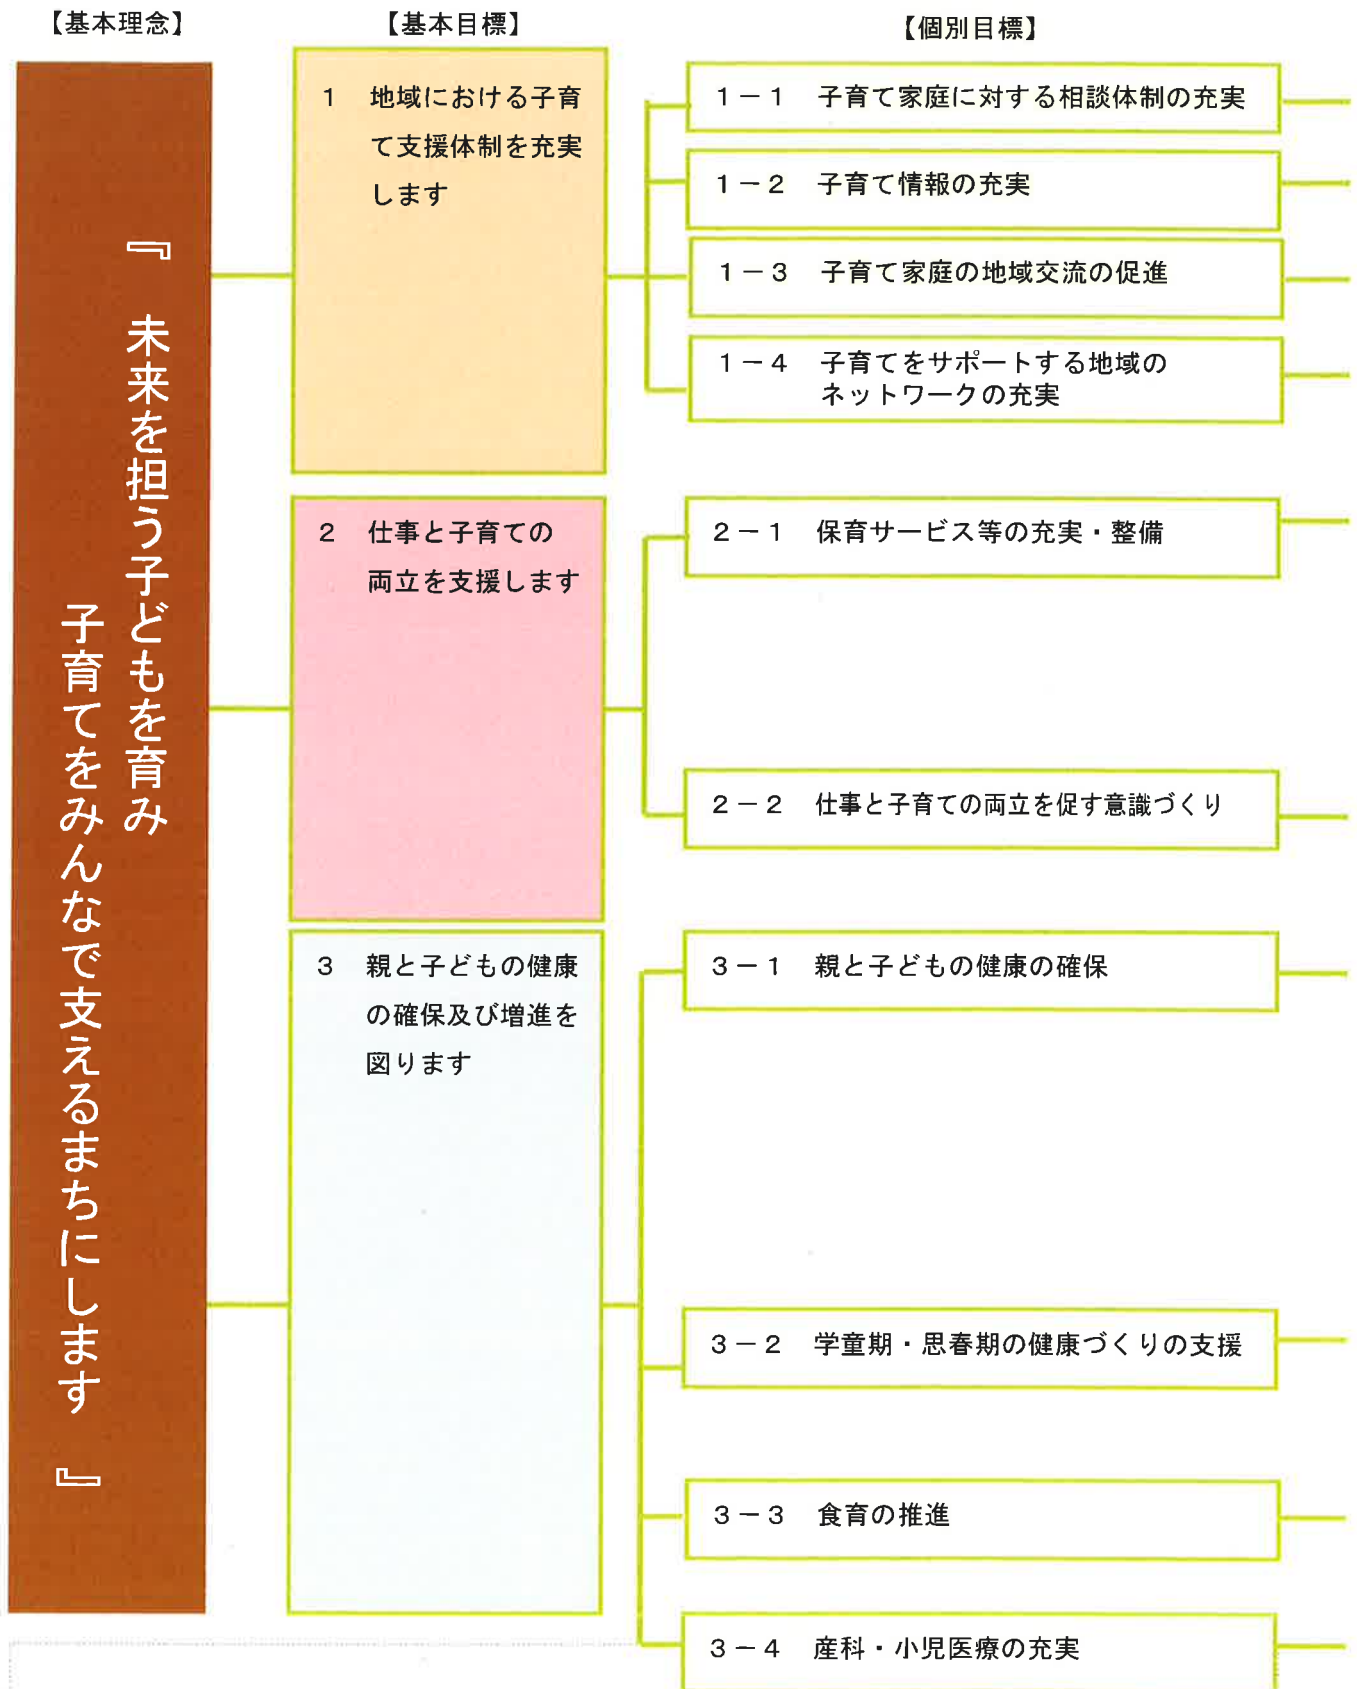 【基本理念】
【基本目標】
【個別目標】
『 未来を担う子どもを育み
子育てをみんなで支えるまちにします 』
1 地域における子育
て支援体制を充実
します
1－1 子育て家庭に対する相談体制の充実
1－2 子育て情報の充実
1－3 子育て家庭の地域交流の促進
1－4 子育てをサポートする地域の
ネットワークの充実
2 仕事と子育ての
両立を支援します
2－1 保育サービス等の充実・整備
2－2 仕事と子育ての両立を促す意識づくり
3 親と子どもの健康
の確保及び増進を
図ります
3－1 親と子どもの健康の確保
3－2 学童期・思春期の健康づくりの支援
3－3 食育の推進
3－4 産科・小児医療の充実